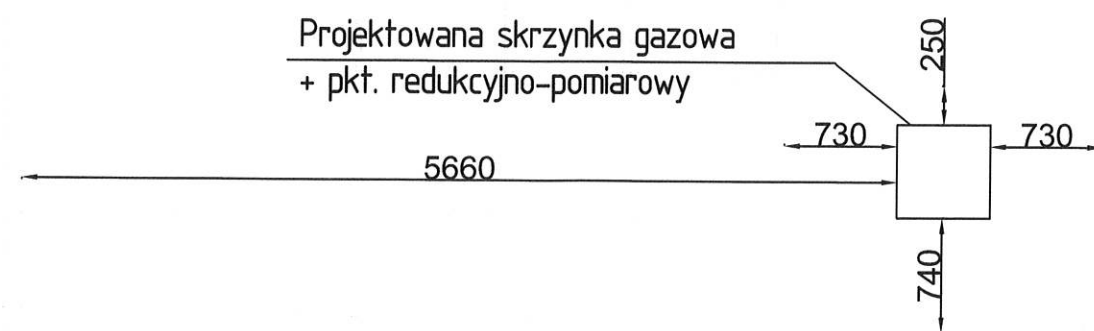 Projektowana skrzynka gazowa
+ pkt. redukcyjno-pomiarowy
250
730
730
5660
740